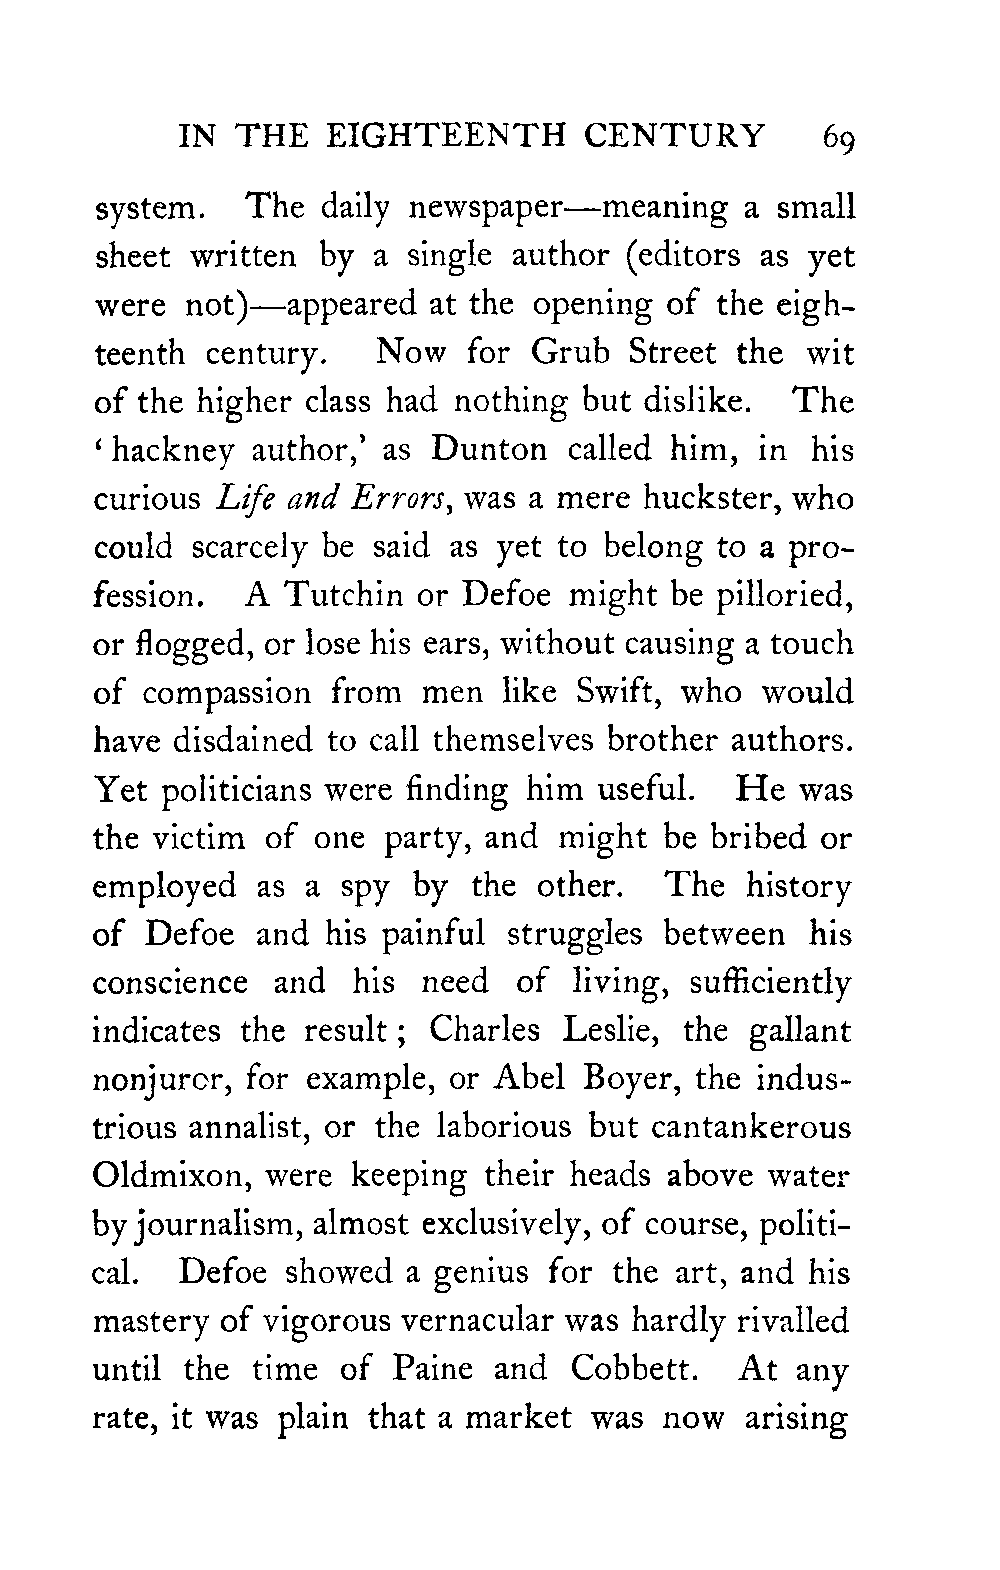 IN THE EIGHTEENTH CENTURY 69
system. The daily newspaper—meaning a small
sheet written by a single author (editors as yet
were not)—appeared at the opening of the eigh-
teenth century. Now for Grub Street the wit
of the higher class had nothing but dislike. The
‘ hackney author,’ as Dunton called him, in his
curious Life and Errors, was a mere huckster, who
could scarcely be said as yet to belong to a pro-
fession. A Tutchin or Defoe might be pilloried,
or flogged, or lose his ears, without causing a touch
of compassion from men like Swift, who would
have disdained to call themselves brother authors.
Yet politicians were finding him useful. He was
the victim of one party, and might be bribed or
employed as a spy by the other. The history
of Defoe and his painful struggles between his
conscience and his need of living, sufficiently
indicates the result ; Charles Leslie, the gallant
nonjuror, for example, or Abel Boyer, the indus-
trious annalist, or the laborious but cantankerous
Oldmixon, were keeping their heads above water
by journalism, almost exclusively, of course, politi-
cal. Defoe showed a genius for the art, and his
mastery of vigorous vernacular was hardly rivalled
until the time of Paine and Cobbett. At any
rate, it was plain that a market was now arising